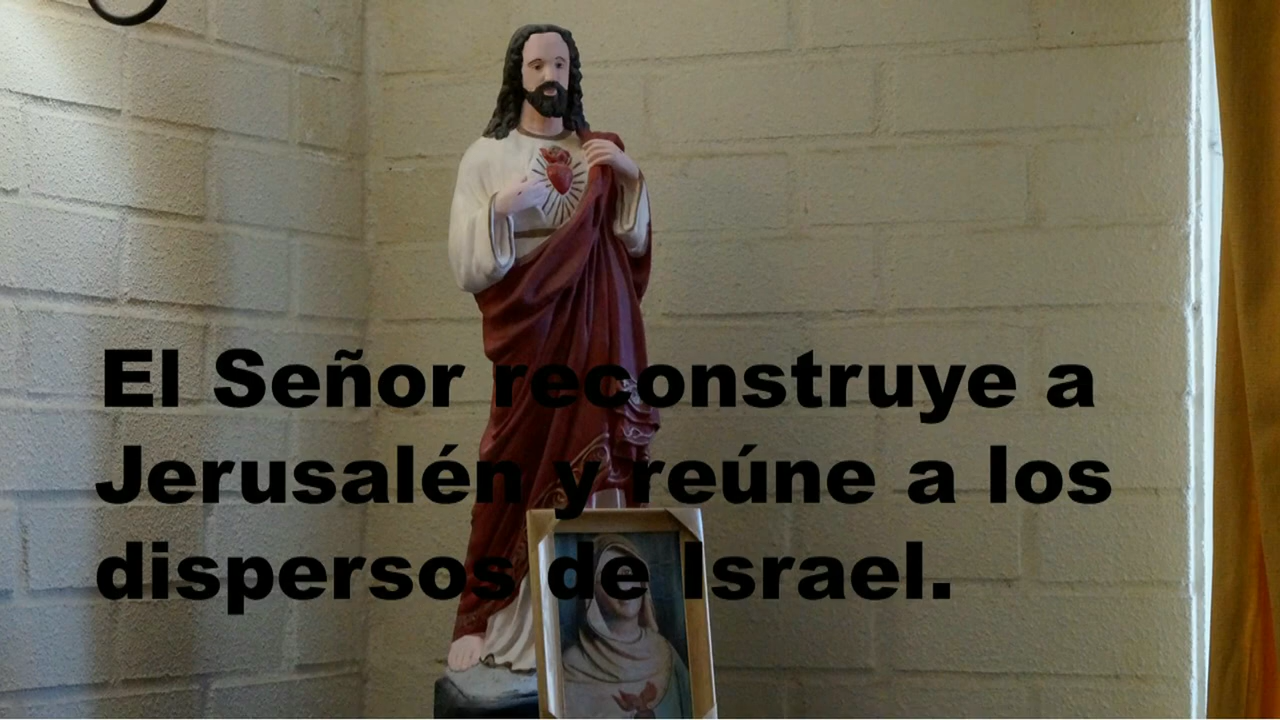 El Señor reconstruye a
Jerusalén y reúne a los
dispersos de Israel.